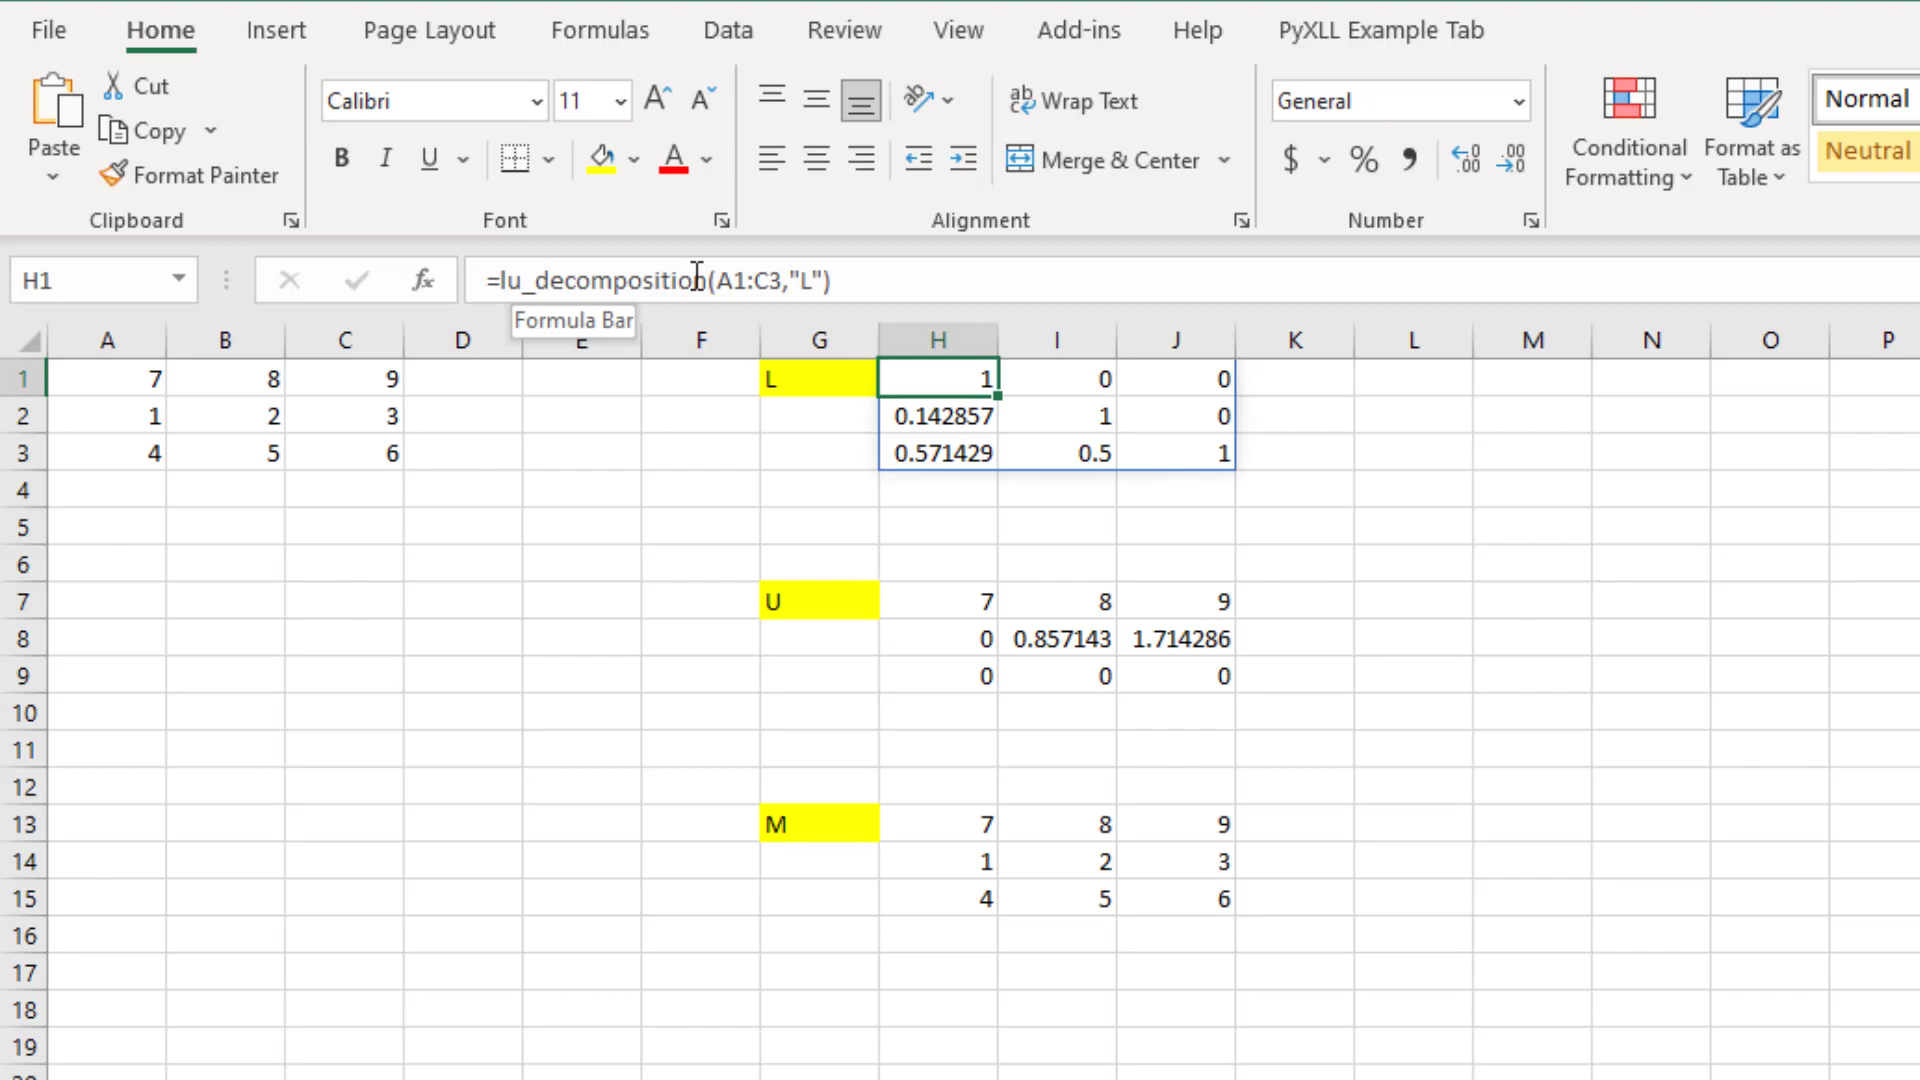 File Home Insert Page Layout Formulas Data Review View Add-ins Help PyXLL Example Tab
Cut
Copy
Format Painter
Paste
Calibri 11
B I U
ab Wrap Text
Merge & Center
General
$ % 9 .00 .00
Conditional Formatting
Format as Table
Normal
Neutral
Clipboard Font Alignment Number
H1 fx =lu_decomposition(A1:C3,"L")
Formula Bar
A B C D E F G H I J K L M N O P
1 7 8 9 L 1 0 0
2 1 2 3 0.142857 1 0
3 4 5 6 0.571429 0.5 1
4
5
6
7 U 7 8 9
8 0 0.857143 1.714286
9 0 0 0
10
11
12
13 M 7 8 9
14 1 2 3
15 4 5 6
16
17
18
19